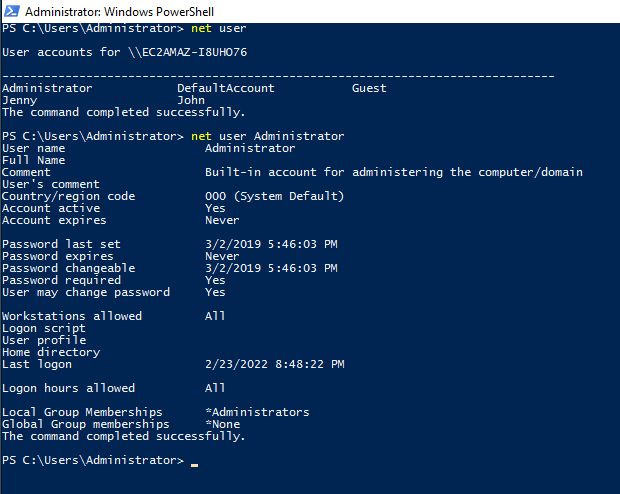 Administrator: Windows PowerShell
PS C:\Users\Administrator> net user
User accounts for \\EC2AMAZ-I8UHO76
-------------------------------------------------------------------------------
Administrator            DefaultAccount           Guest
Jenny                    John
The command completed successfully.
PS C:\Users\Administrator> net user Administrator
User name                    Administrator
Full Name
Comment                      Built-in account for administering the computer/domain
User's comment
Country/region code          000 (System Default)
Account active               Yes
Account expires              Never
Password last set            3/2/2019 5:46:03 PM
Password expires             Never
Password changeable          3/2/2019 5:46:03 PM
Password required            Yes
User may change password     Yes
Workstations allowed         All
Logon script
User profile
Home directory
Last logon                   2/23/2022 8:48:22 PM
Logon hours allowed          All
Local Group Memberships      *Administrators
Global Group memberships     *None
The command completed successfully.
PS C:\Users\Administrator> _